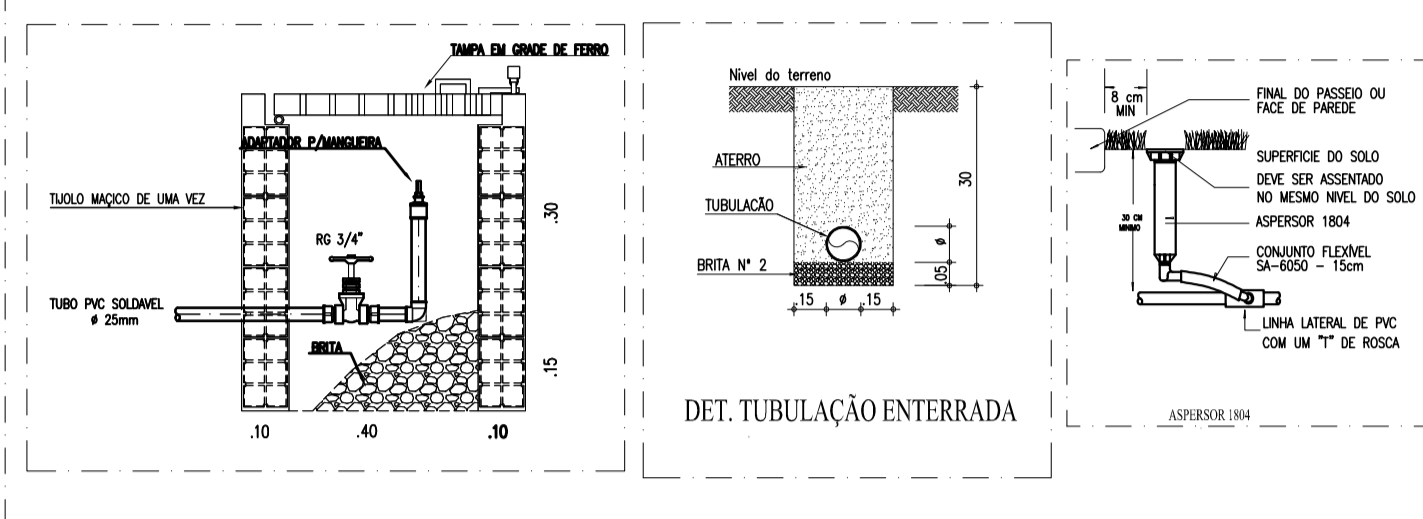 TAMPA EM GRADE DE FERRO
ADAPTADOR P/MANGUEIRA
TIJOLO MAÇICO DE UMA VEZ
RG 3/4"
TUBO PVC SOLDAVEL
ø 25mm
BRITA
.30
.15
.10
.40
.10
Nivel do terreno
ATERRO
TUBULACÃO
BRITA N° 2
30
ø
.05
.15
ø
.15
DET. TUBULAÇÃO ENTERRADA
8 cm
MIN
FINAL DO PASSEIO OU
FACE DE PAREDE
SUPERFICIE DO SOLO
DEVE SER ASSENTADO
NO MESMO NIVEL DO SOLO
30 CM
MINIMO
ASPERSOR 1804
CONJUNTO FLEXÍVEL
SA-6050 - 15cm
LINHA LATERAL DE PVC
COM UM "T" DE ROSCA
ASPERSOR 1804